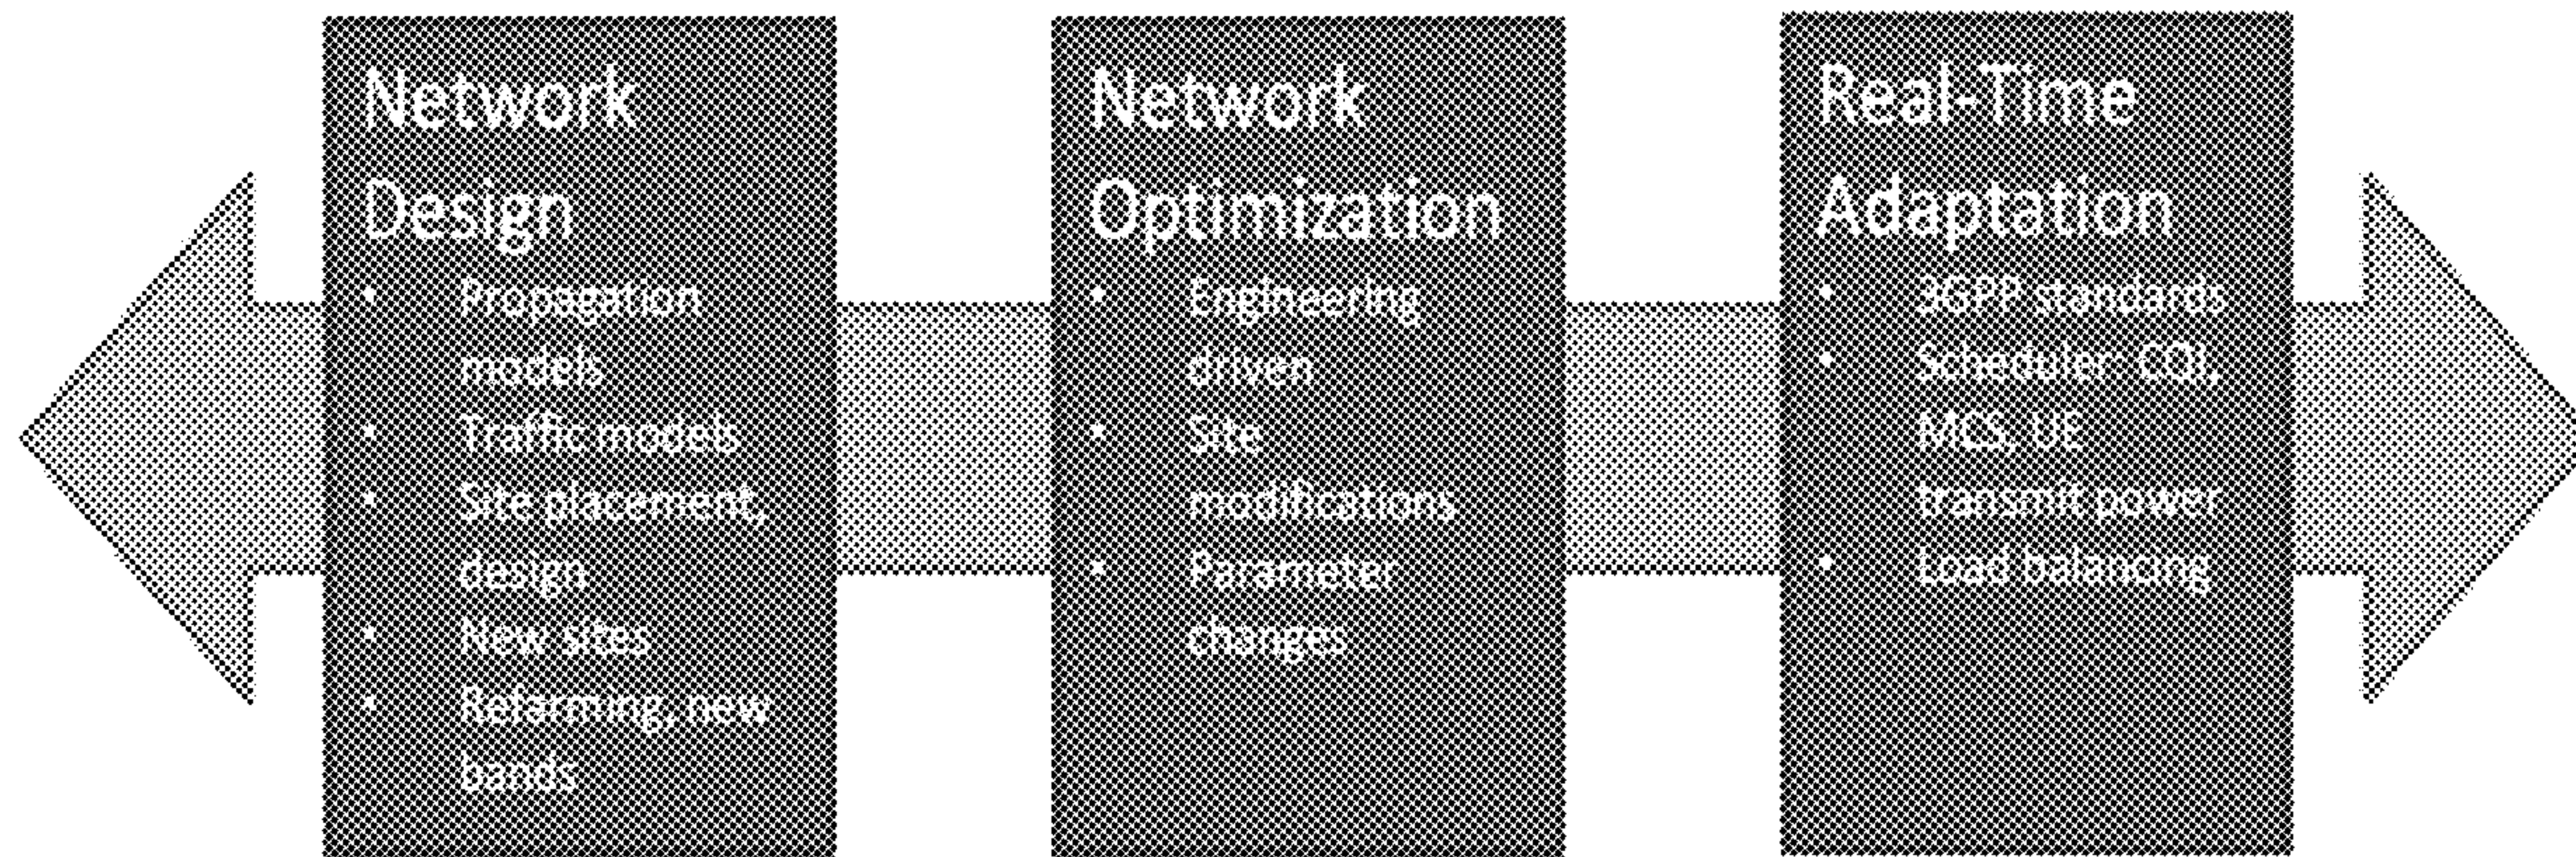 Network
Design
• Propagation
models
• Traffic models
• Site placement,
design
• New sites
• Refarming, new
bands
Network
Optimization
• Engineering
driven
• Site
modifications
• Parameter
changes
Real-Time
Adaptation
• 3GPP standards
• Scheduler: CQI,
MCS, UE
transmit power
• Load balancing